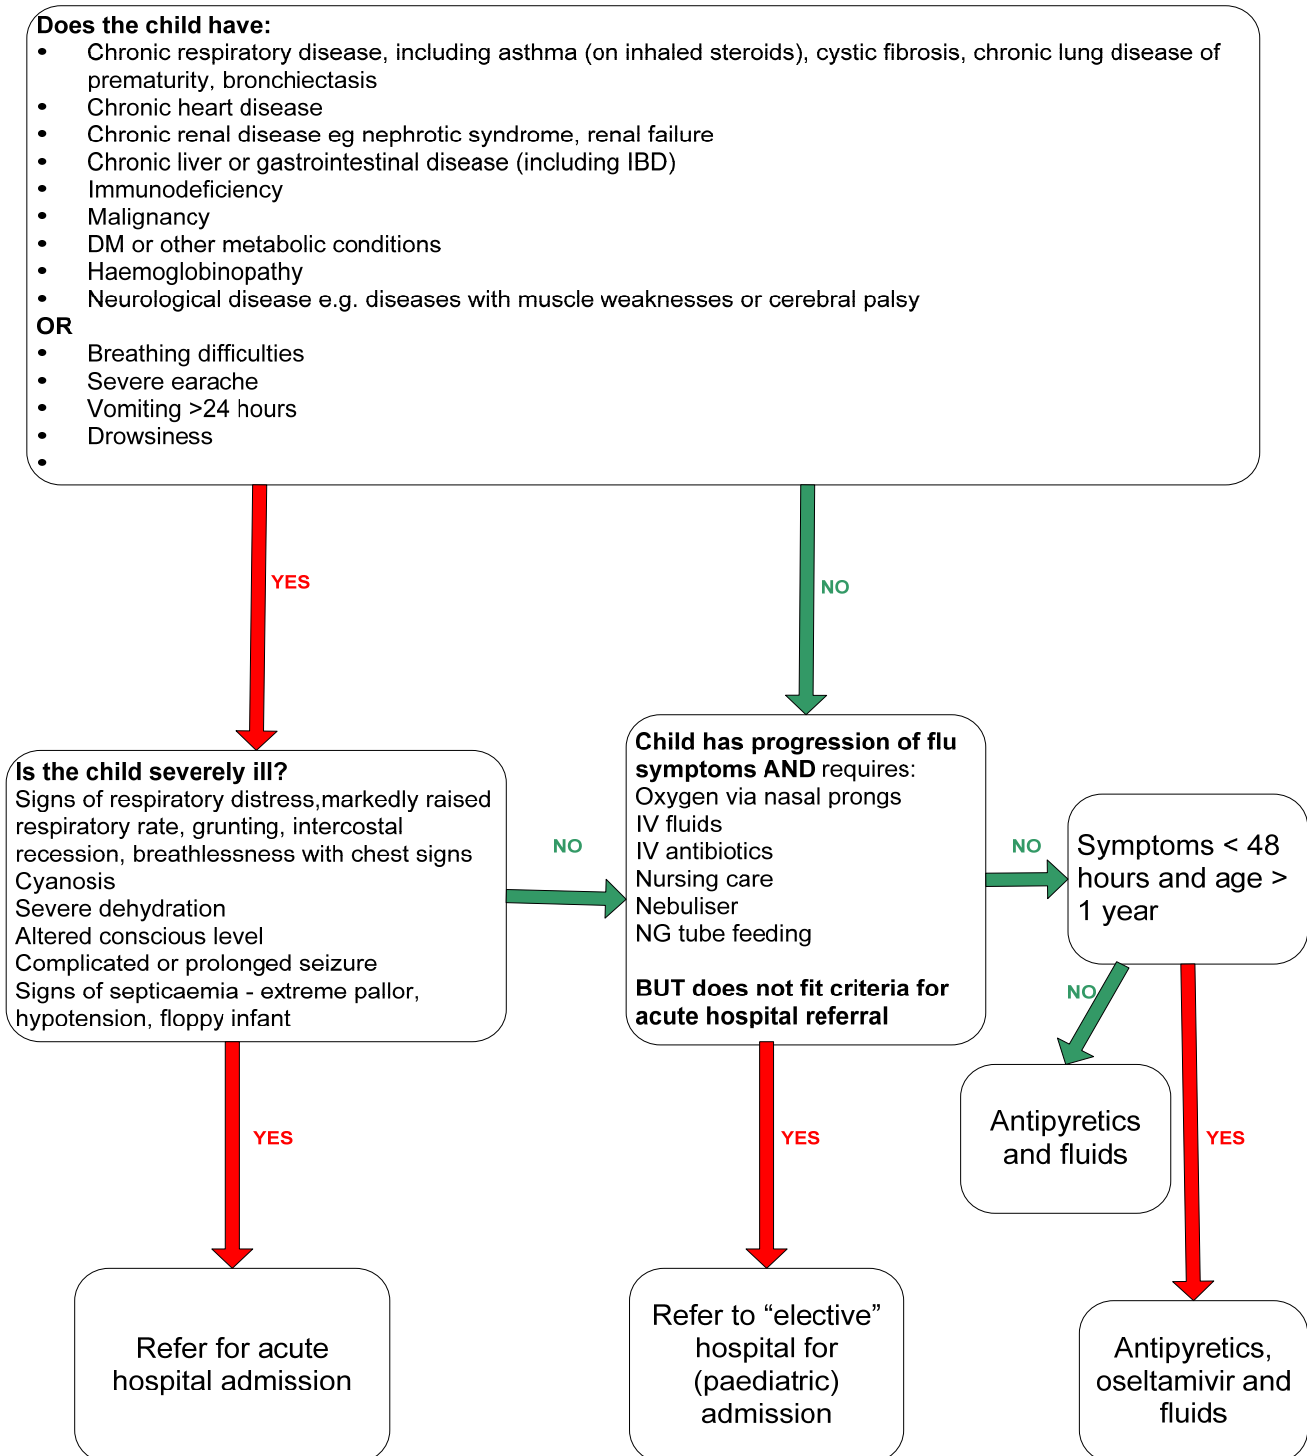 Does the child have:
• Chronic respiratory disease, including asthma (on inhaled steroids), cystic fibrosis, chronic lung disease of
prematurity, bronchiectasis
• Chronic heart disease
• Chronic renal disease eg nephrotic syndrome, renal failure
• Chronic liver or gastrointestinal disease (including IBD)
• Immunodeficiency
• Malignancy
• DM or other metabolic conditions
• Haemoglobinopathy
• Neurological disease e.g. diseases with muscle weaknesses or cerebral palsy
OR
• Breathing difficulties
• Severe earache
• Vomiting >24 hours
• Drowsiness
•
YES
NO
Is the child severely ill?
Signs of respiratory distress,markedly raised
respiratory rate, grunting, intercostal
recession, breathlessness with chest signs
Cyanosis
Severe dehydration
Altered conscious level
Complicated or prolonged seizure
Signs of septicaemia - extreme pallor,
hypotension, floppy infant
NO
Child has progression of flu
symptoms AND requires:
Oxygen via nasal prongs
IV fluids
IV antibiotics
Nursing care
Nebuliser
NG tube feeding
BUT does not fit criteria for
acute hospital referral
NO
Symptoms < 48
hours and age >
1 year
NO
Antipyretics
and fluids
YES
YES
YES
Refer for acute
hospital admission
Refer to “elective”
hospital for
(paediatric)
admission
Antipyretics,
oseltamivir and
fluids